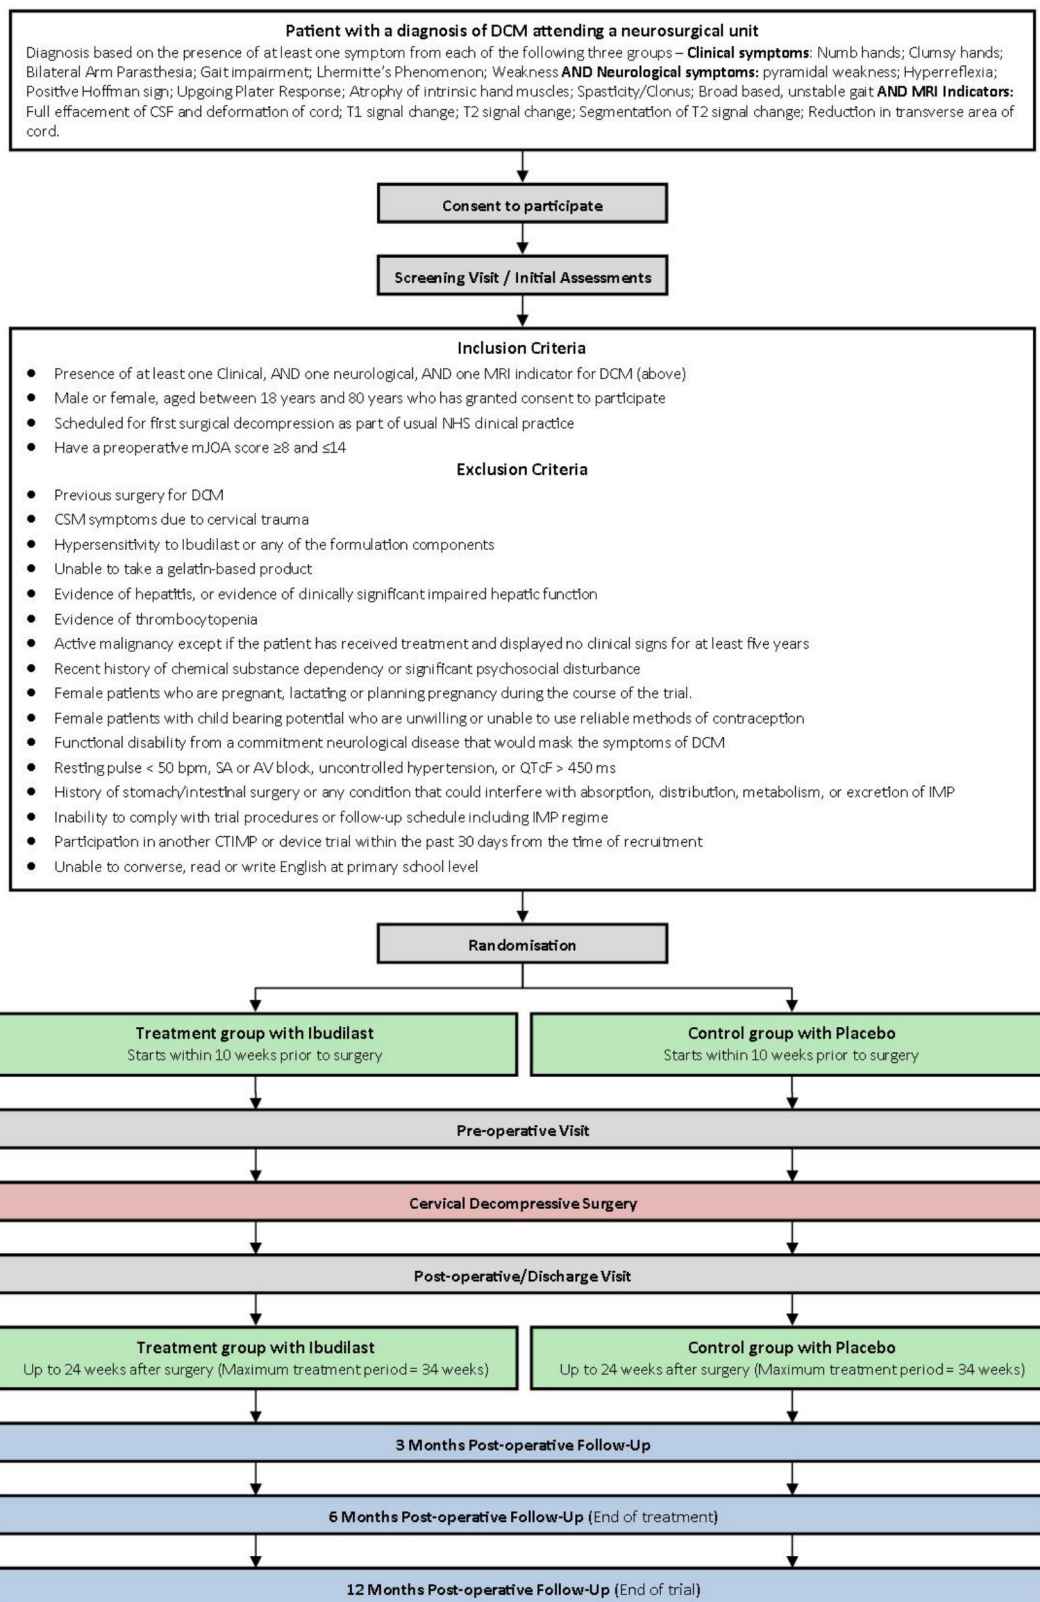 Patient with a diagnosis of DCM attending a neurosurgical unit
Diagnosis based on the presence of at least one symptom from each of the following three groups – Clinical symptoms: Numb hands; Clumsy hands;
Bilateral Arm Parasthesia; Gait impairment; Lhermitte's Phenomenon; Weakness AND Neurological symptoms: pyramidal weakness; Hyperreflexia;
Positive Hoffman sign; Upgoing Plater Response; Atrophy of intrinsic hand muscles; Spasticity/Clonus; Broad based, unstable gait AND MRI Indicators:
Full effacement of CSF and deformation of cord; T1 signal change; T2 signal change; Segmentation of T2 signal change; Reduction in transverse area of
cord.
Consent to participate
Screening Visit / Initial Assessments
Inclusion Criteria
● Presence of at least one Clinical, AND one neurological, AND one MRI indicator for DCM (above)
● Male or female, aged between 18 years and 80 years who has granted consent to participate
● Scheduled for first surgical decompression as part of usual NHS clinical practice
● Have a preoperative mJOA score ≥8 and ≤14
Exclusion Criteria
● Previous surgery for DCM
● CSM symptoms due to cervical trauma
● Hypersensitivity to Ibudilast or any of the formulation components
● Unable to take a gelatin-based product
● Evidence of hepatitis, or evidence of clinically significant impaired hepatic function
● Evidence of thrombocytopenia
● Active malignancy except if the patient has received treatment and displayed no clinical signs for at least five years
● Recent history of chemical substance dependency or significant psychosocial disturbance
● Female patients who are pregnant, lactating or planning pregnancy during the course of the trial.
● Female patients with child bearing potential who are unwilling or unable to use reliable methods of contraception
● Functional disability from a commitment neurological disease that would mask the symptoms of DCM
● Resting pulse < 50 bpm, SA or AV block, uncontrolled hypertension, or QTcF > 450 ms
● History of stomach/intestinal surgery or any condition that could interfere with absorption, distribution, metabolism, or excretion of IMP
● Inability to comply with trial procedures or follow-up schedule including IMP regime
● Participation in another CTIMP or device trial within the past 30 days from the time of recruitment
● Unable to converse, read or write English at primary school level
Randomisation
Treatment group with Ibudilast
Starts within 10 weeks prior to surgery
Control group with Placebo
Starts within 10 weeks prior to surgery
Pre-operative Visit
Cervical Decompressive Surgery
Post-operative/Discharge Visit
Treatment group with Ibudilast
Up to 24 weeks after surgery (Maximum treatment period = 34 weeks)
Control group with Placebo
Up to 24 weeks after surgery (Maximum treatment period = 34 weeks)
3 Months Post-operative Follow-Up
6 Months Post-operative Follow-Up (End of treatment)
12 Months Post-operative Follow-Up (End of trial)